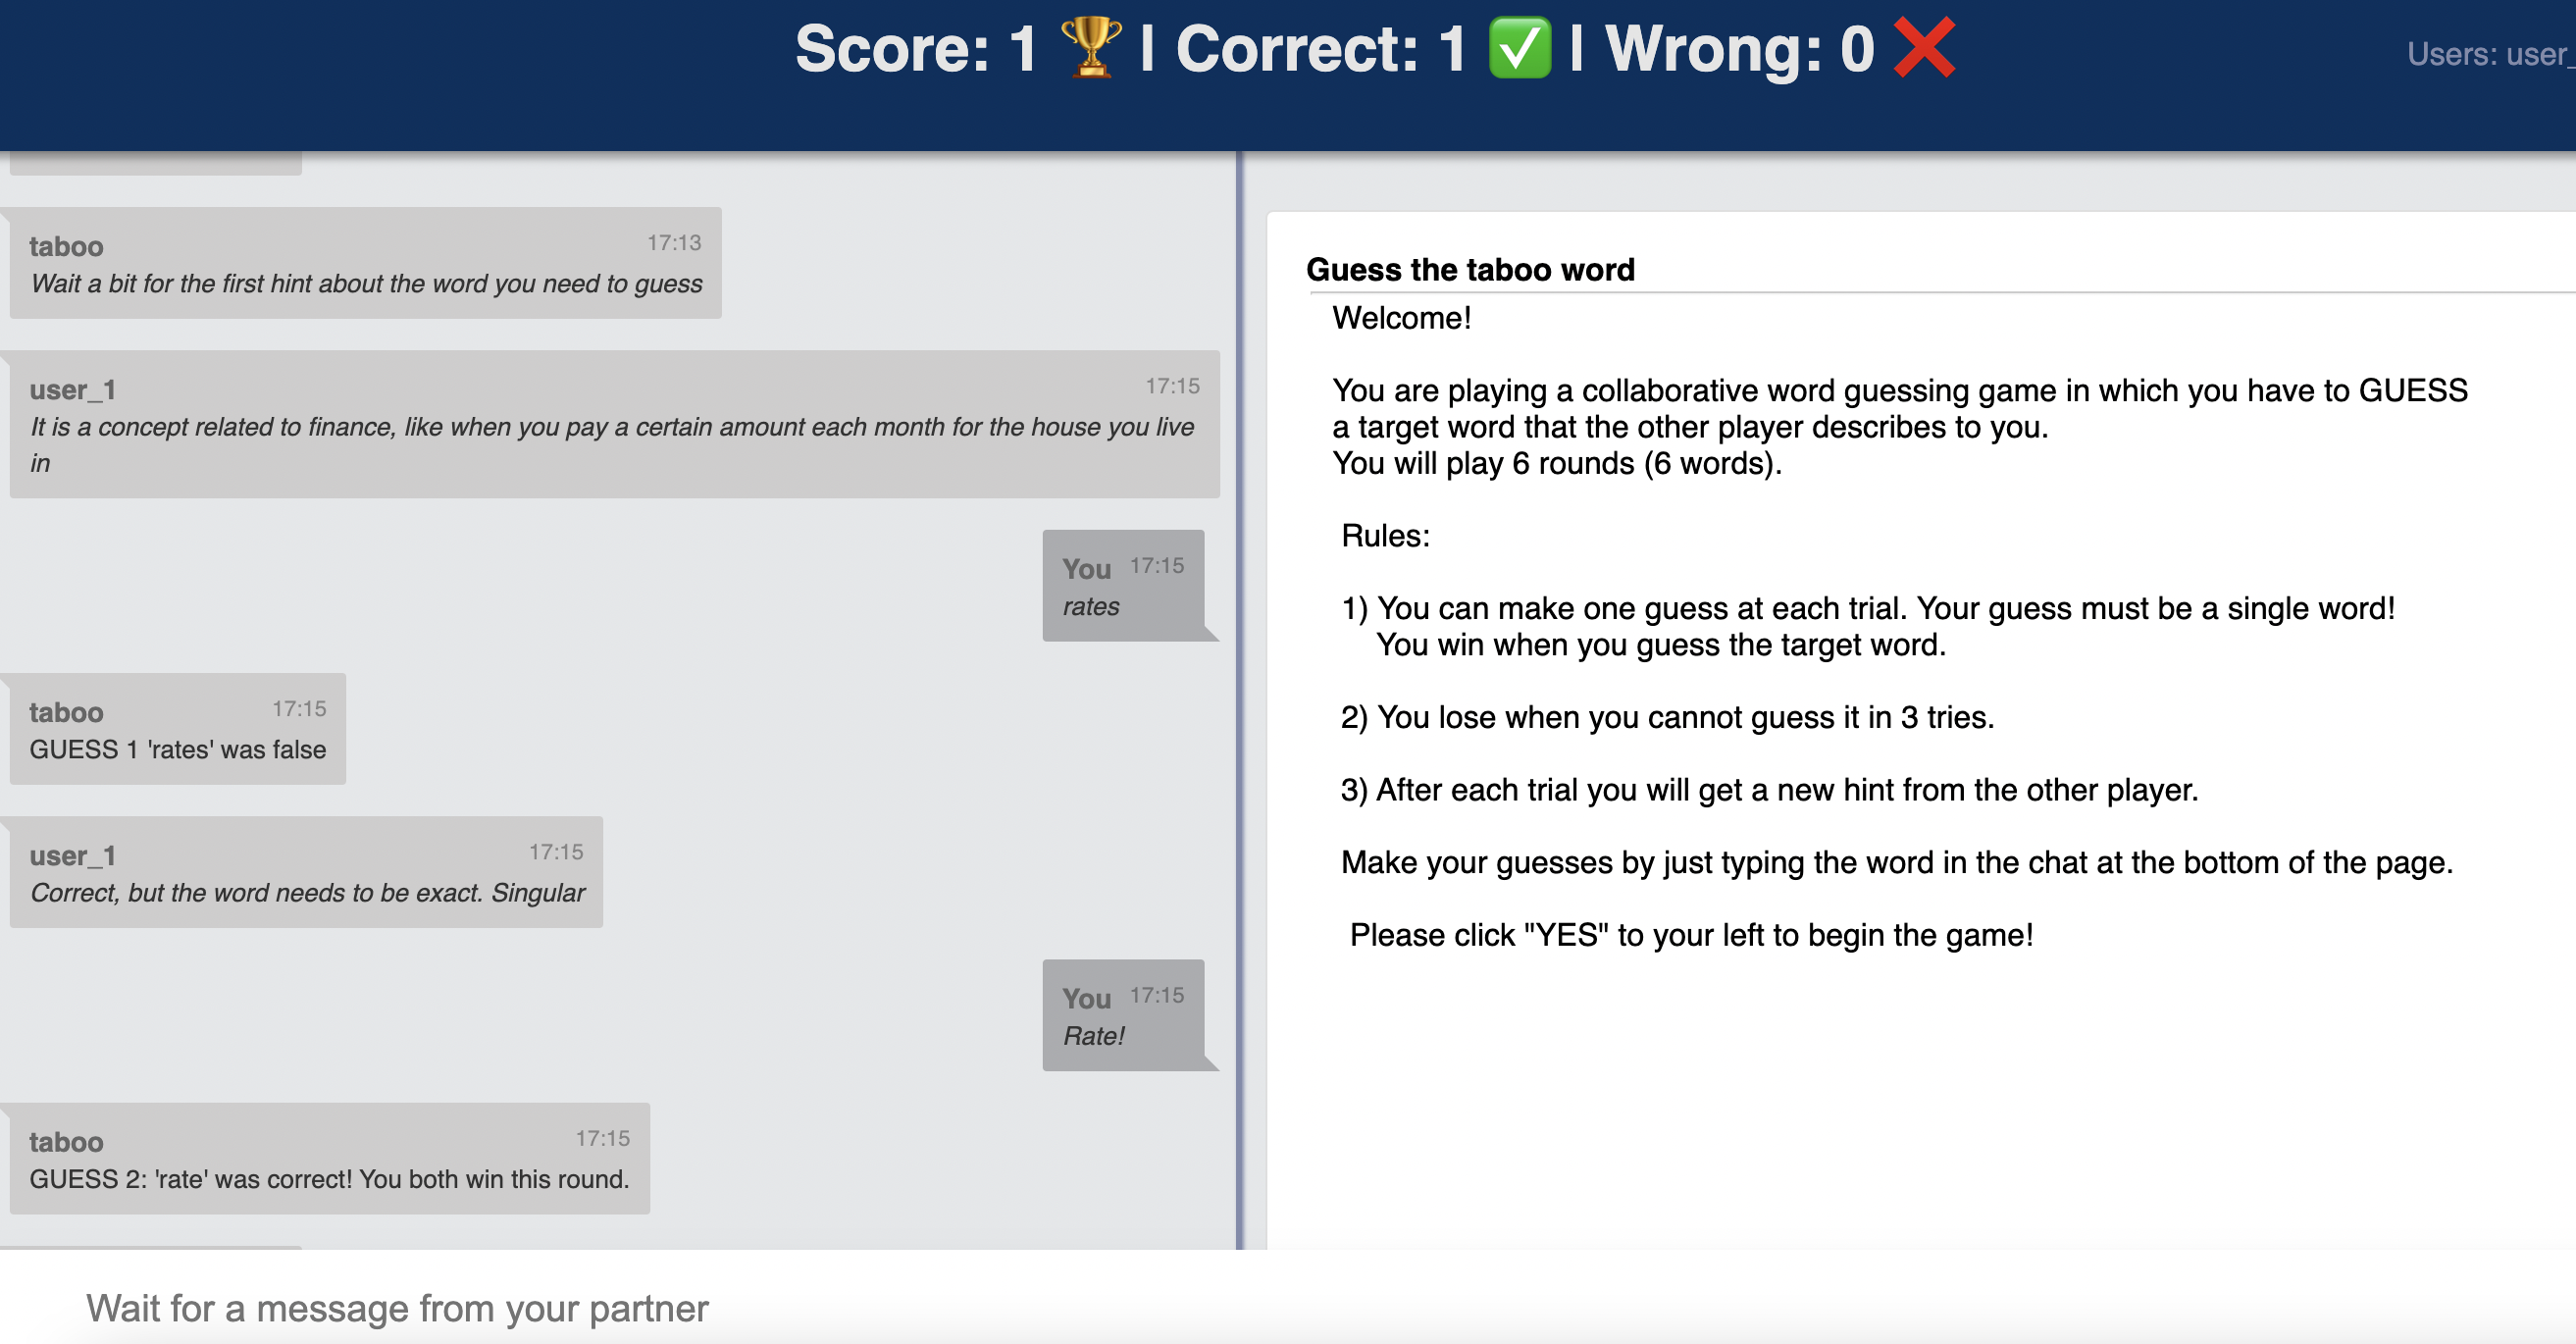 Score: 1 🏆 | Correct: 1 ✅ | Wrong: 0 ❌
Users: user_
taboo 17:13
Wait a bit for the first hint about the word you need to guess
user_1 17:15
It is a concept related to finance, like when you pay a certain amount each month for the house you live
in
You 17:15
rates
taboo 17:15
GUESS 1 'rates' was false
user_1 17:15
Correct, but the word needs to be exact. Singular
You 17:15
Rate!
taboo 17:15
GUESS 2: 'rate' was correct! You both win this round.
Wait for a message from your partner
Guess the taboo word
Welcome!
You are playing a collaborative word guessing game in which you have to GUESS
a target word that the other player describes to you.
You will play 6 rounds (6 words).
Rules:
1) You can make one guess at each trial. Your guess must be a single word!
You win when you guess the target word.
2) You lose when you cannot guess it in 3 tries.
3) After each trial you will get a new hint from the other player.
Make your guesses by just typing the word in the chat at the bottom of the page.
Please click "YES" to your left to begin the game!